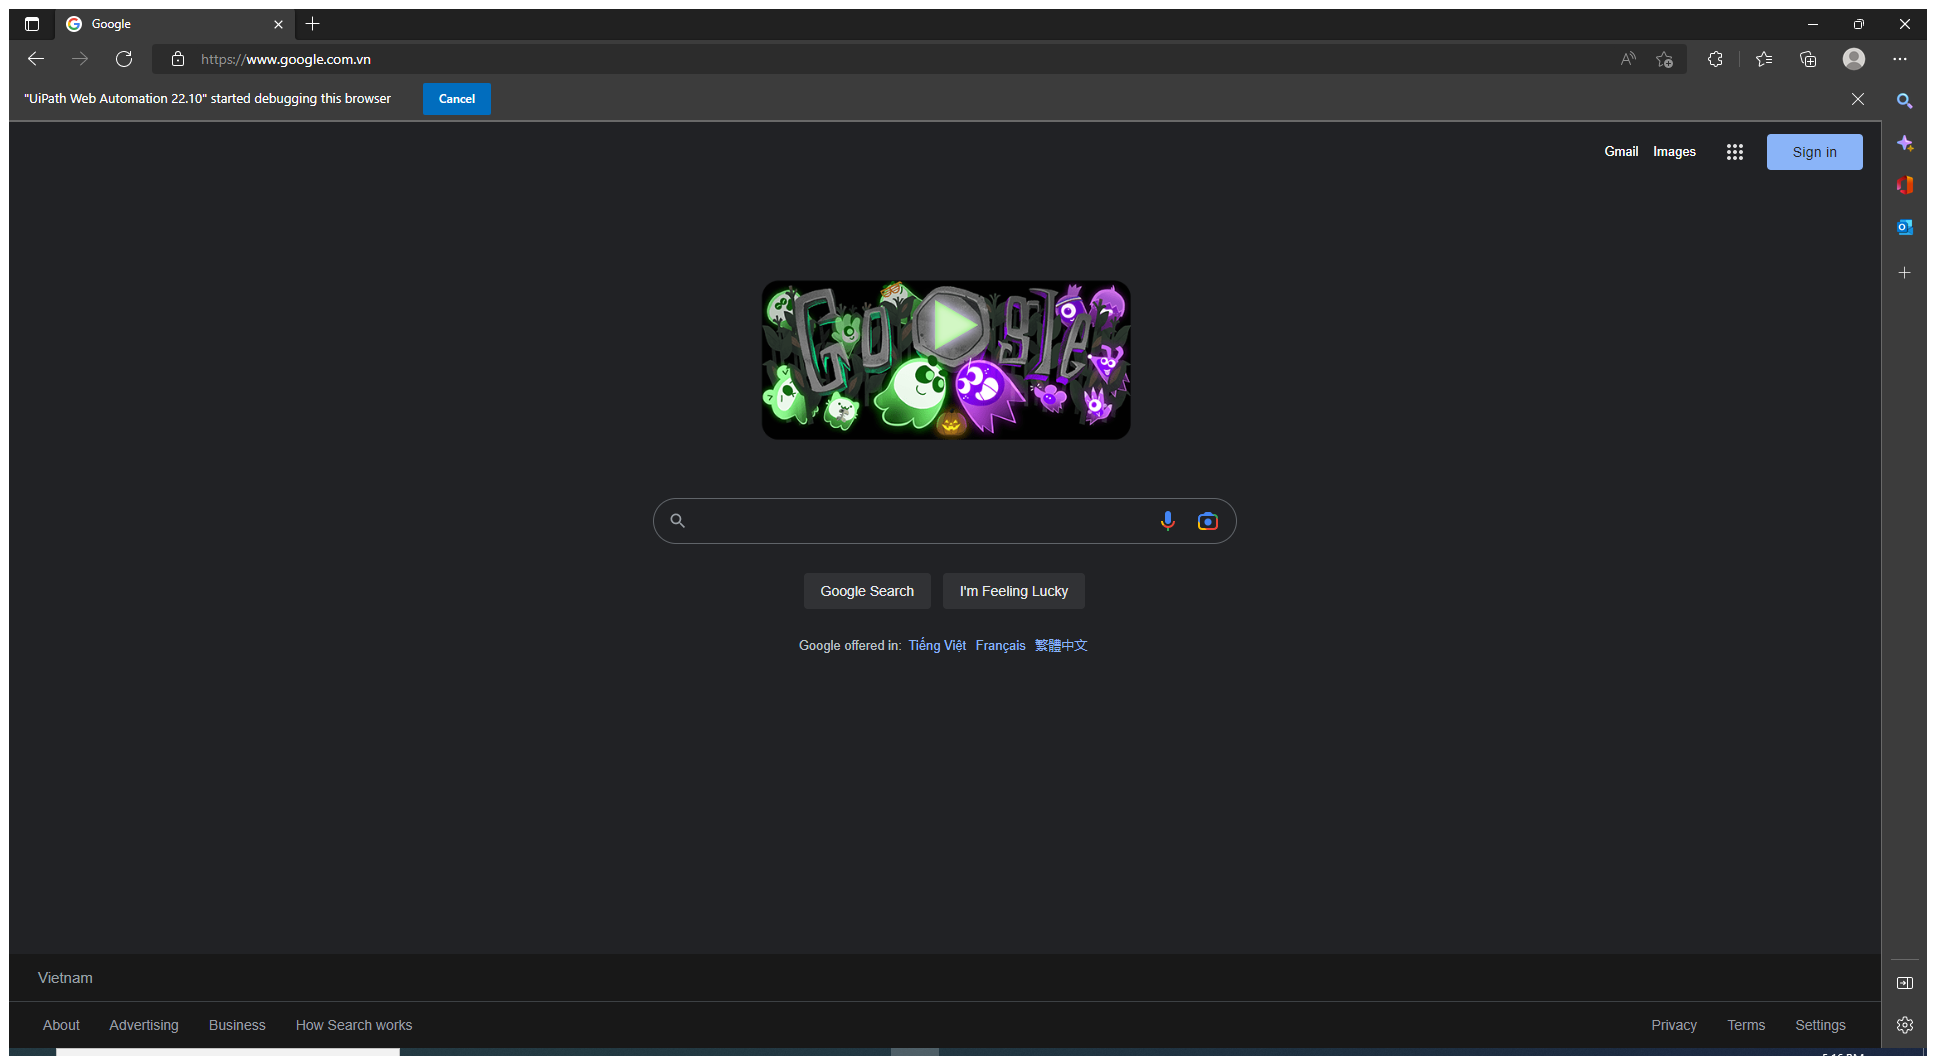 Google
https://www.google.com.vn
"UiPath Web Automation 22.10" started debugging this browser
Cancel
Gmail Images
Sign in
Google
Google Search I'm Feeling Lucky
Google offered in: Tiếng Việt Français 繁體中文
Vietnam
About Advertising Business How Search works Privacy Terms Settings